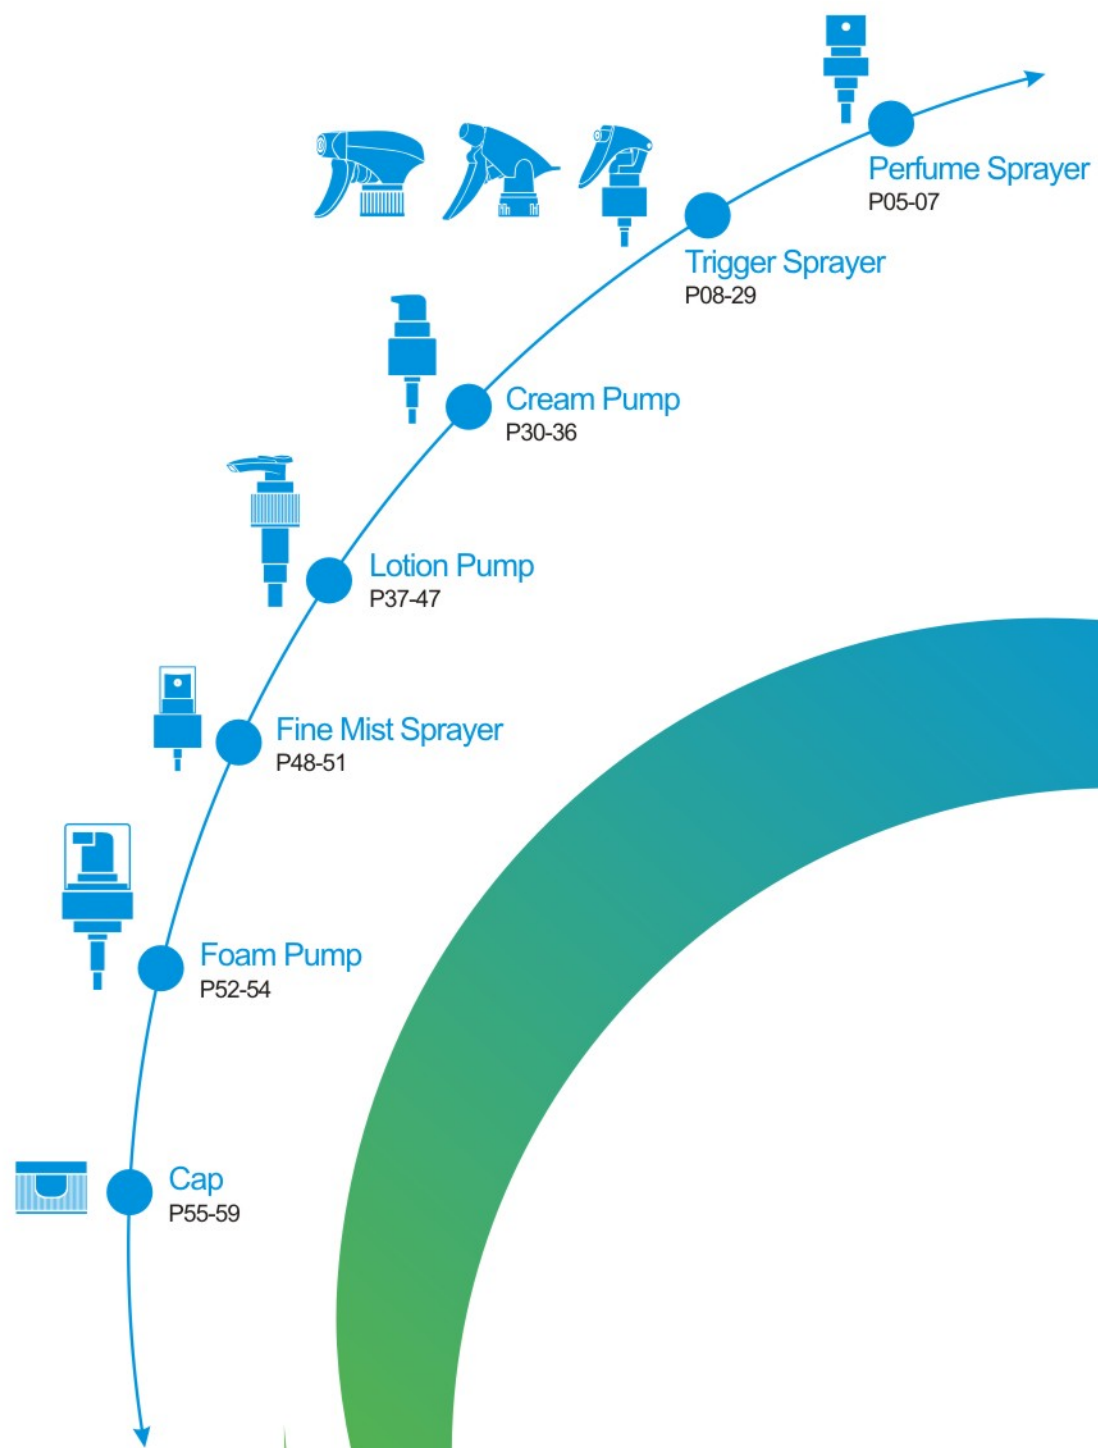 Perfume Sprayer
P05-07
Trigger Sprayer
P08-29
Cream Pump
P30-36
Lotion Pump
P37-47
Fine Mist Sprayer
P48-51
Foam Pump
P52-54
Cap
P55-59